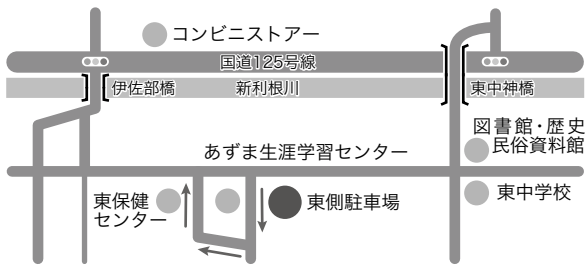 コンビニストアー
国道125号線
伊佐部橋
新利根川
東中神橋
図書館・歴史
民俗資料館
あずま生涯学習センター
東保健
センター
東側駐車場
東中学校